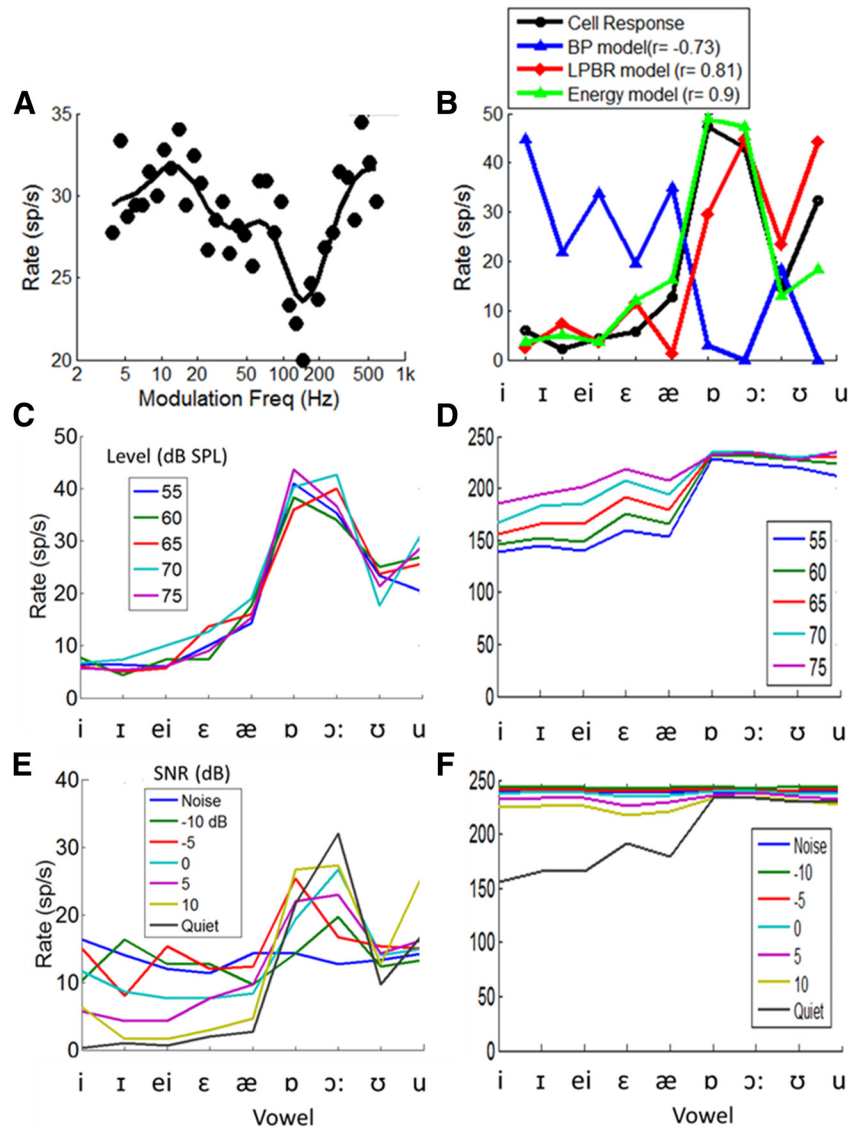 A
35
30
25
20
Rate (sp/s)
2 5 10 20 50 100 200 500 1k
Modulation Freq (Hz)
B
Cell Response
BP model(r= -0.73)
LPBR model (r= 0.81)
Energy model (r= 0.9)
50
40
30
20
10
0
Rate (sp/s)
i ɪ ei ɛ æ ɒ ɔ: ʊ u
C
50
40
30
20
10
0
Rate (sp/s)
Level (dB SPL)
55
60
65
70
75
i ɪ ei ɛ æ ɒ ɔ: ʊ u
D
250
200
150
100
50
0
55
60
65
70
75
i ɪ ei ɛ æ ɒ ɔ: ʊ u
E
40
30
20
10
0
Rate (sp/s)
SNR (dB)
Noise
-10 dB
-5
0
5
10
Quiet
i ɪ ei ɛ æ ɒ ɔ: ʊ u
Vowel
F
250
200
150
100
50
0
Noise
-10
-5
0
5
10
Quiet
i ɪ ei ɛ æ ɒ ɔ: ʊ u
Vowel